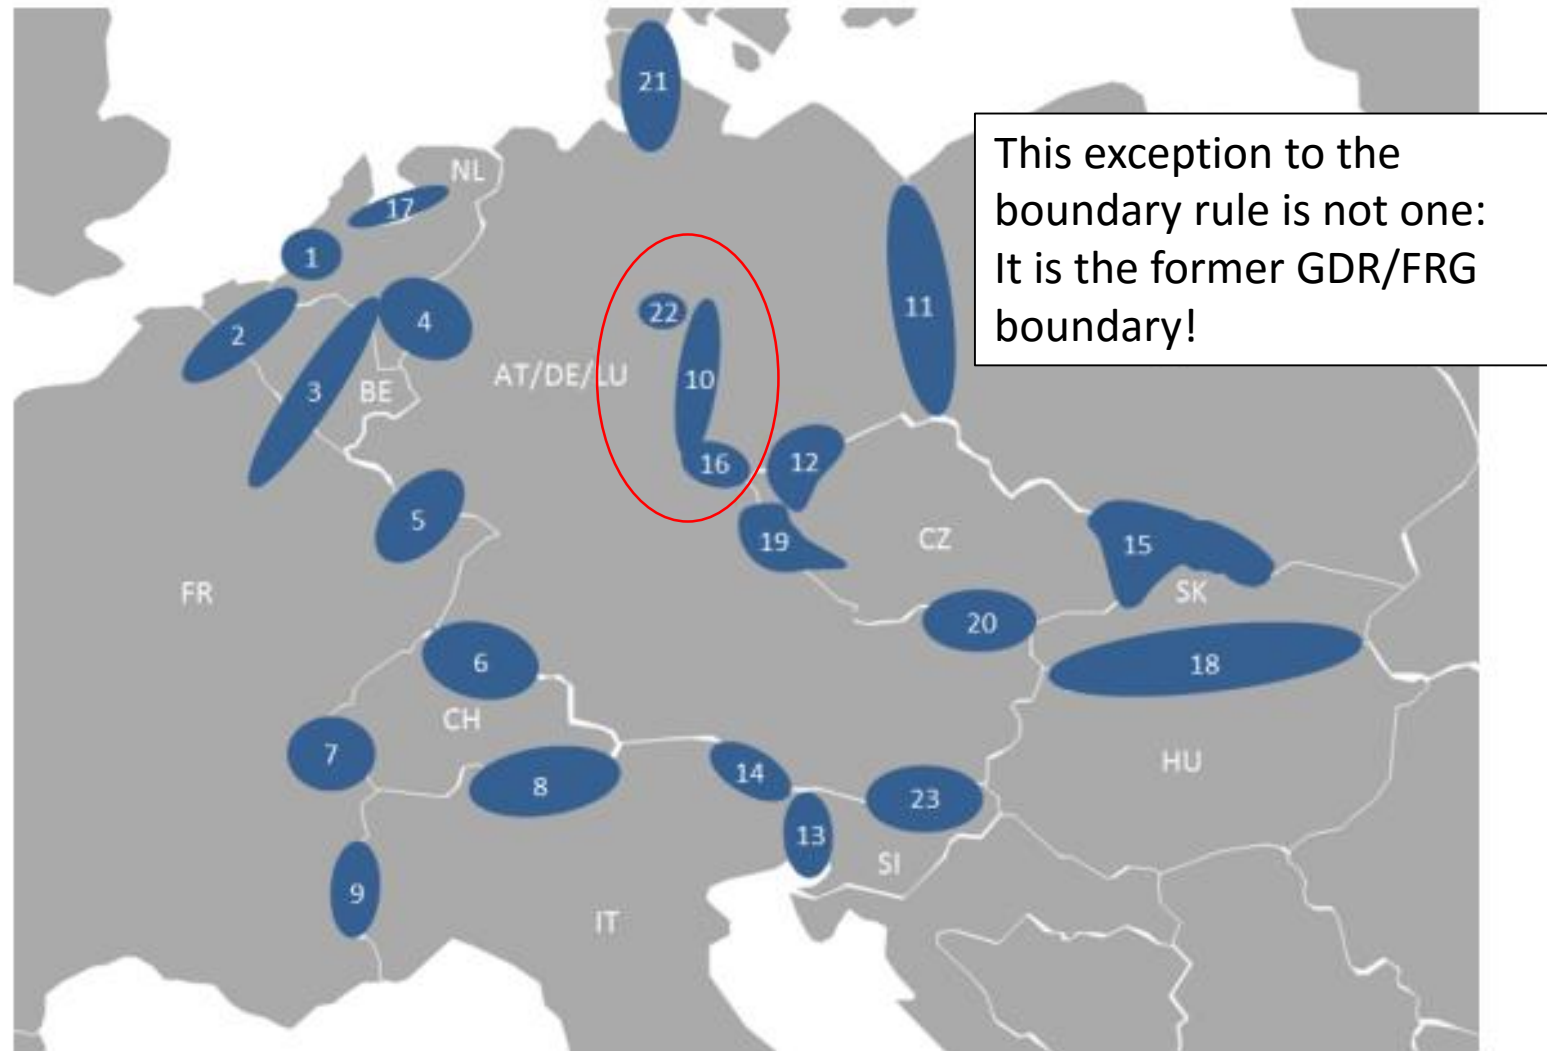 21
This exception to the
boundary rule is not one:
It is the former GDR/FRG
boundary!
NL
17
1
22
11
2
4
10
AT/DE/LU
3
BE
16
12
5
19
CZ
15
FR
SK
20
6
18
CH
7
14
HU
8
23
13
SI
9
IT